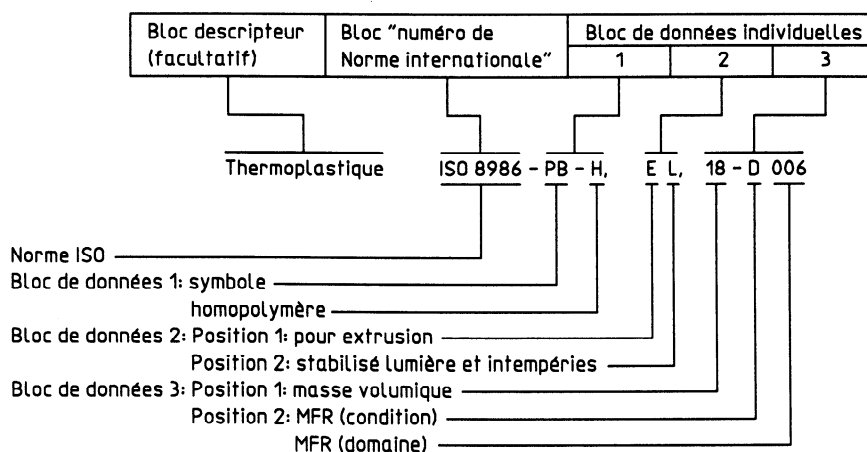 Bloc descripteur
(facultatif)
Bloc "numéro de
Norme internationale"
Bloc de données individuelles
1
2
3
Thermoplastique
ISO 8986 - PB - H, E L, 18 - D 006
Norme ISO
Bloc de données 1: symbole
homopolymère
Bloc de données 2: Position 1: pour extrusion
Position 2: stabilisé lumière et intempéries
Bloc de données 3: Position 1: masse volumique
Position 2: MFR (condition)
MFR (domaine)